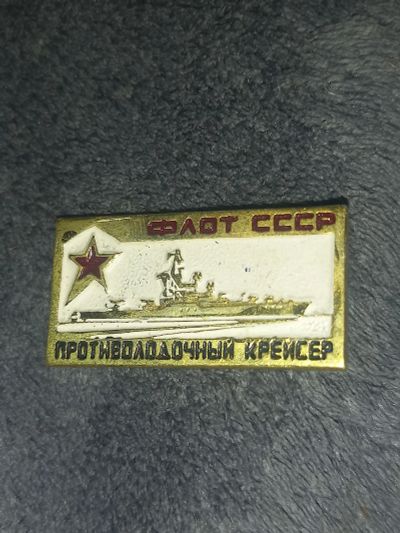 ФЛОТ СССР
ПРОТИВОЛОДОЧНЫЙ КРЕЙСЕР